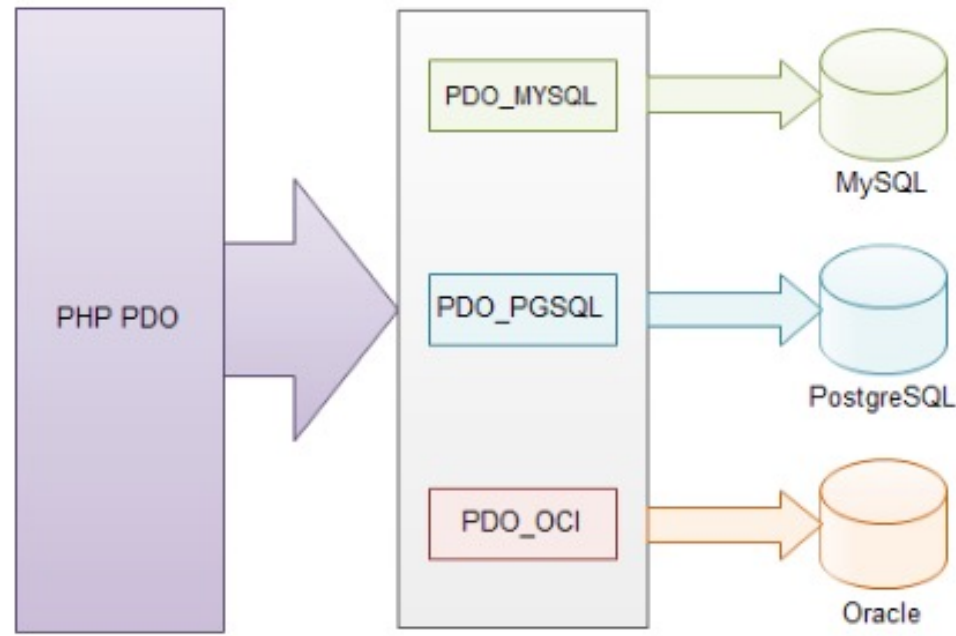 PHP PDO
PDO_MYSQL
MySQL
PDO_PGSQL
PostgreSQL
PDO_OCI
Oracle